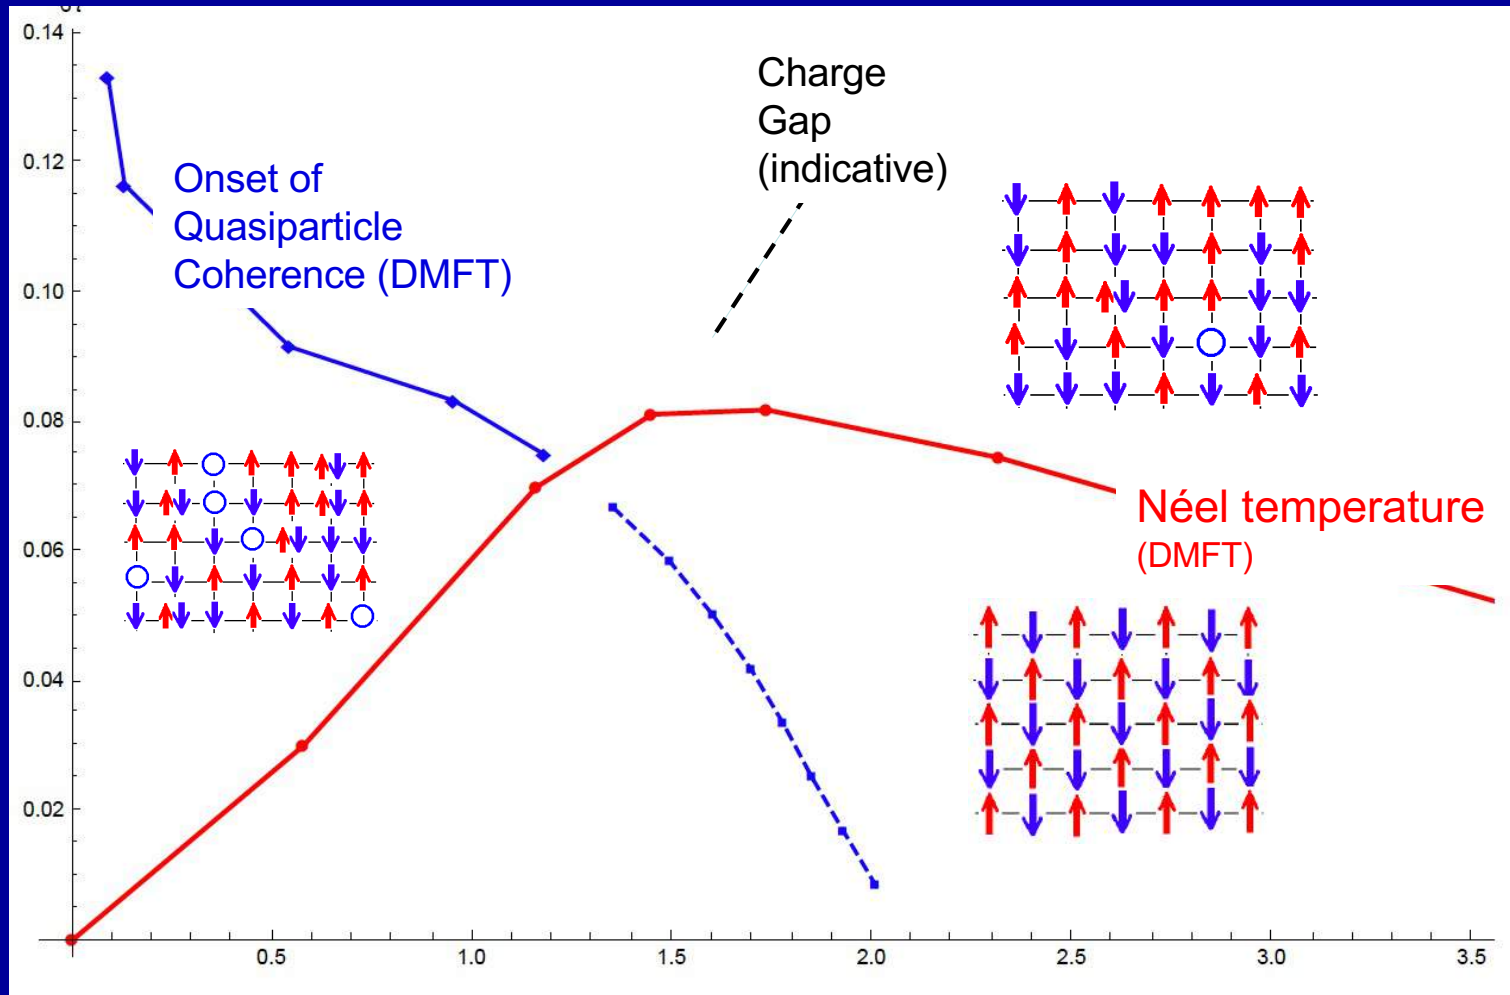 0.14
0.12
0.10
0.08
0.06
0.04
0.02
Onset of
Quasiparticle
Coherence (DMFT)
Charge
Gap
(indicative)
Néel temperature
(DMFT)
0.5
1.0
1.5
2.0
2.5
3.0
3.5